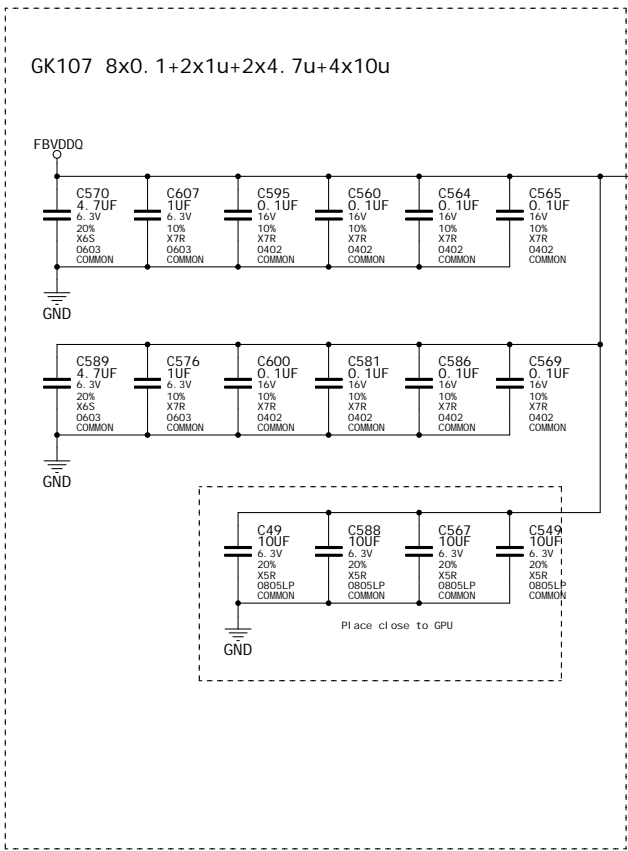 GK107 8x0.1+2x1u+2x4.7u+4x10u
FBVDDQ
C570
4.7UF
6.3V
20%
X6S
0603
COMMON
C607
1UF
6.3V
10%
X7R
0603
COMMON
C595
0.1UF
16V
10%
X7R
0402
COMMON
C560
0.1UF
16V
10%
X7R
0402
COMMON
C564
0.1UF
16V
10%
X7R
0402
COMMON
C565
0.1UF
16V
10%
X7R
0402
COMMON
GND
C589
4.7UF
6.3V
20%
X6S
0603
COMMON
C576
1UF
6.3V
10%
X7R
0603
COMMON
C600
0.1UF
16V
10%
X7R
0402
COMMON
C581
0.1UF
16V
10%
X7R
0402
COMMON
C586
0.1UF
16V
10%
X7R
0402
COMMON
C569
0.1UF
16V
10%
X7R
0402
COMMON
GND
C49
10UF
6.3V
20%
X5R
0805LP
COMMON
C588
10UF
6.3V
20%
X5R
0805LP
COMMON
C567
10UF
6.3V
20%
X5R
0805LP
COMMON
C549
10UF
6.3V
20%
X5R
0805LP
COMMON
Place close to GPU
GND